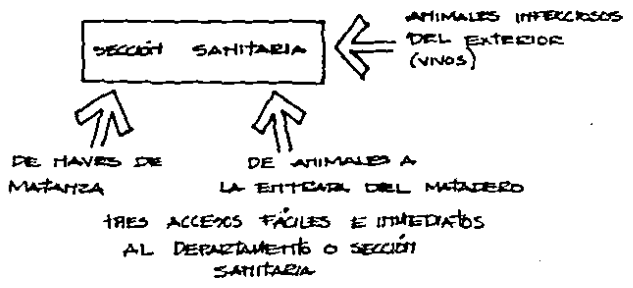 ANIMALES INFECCIOSOS
DEL EXTERIOR
(VIVOS)
SECCIÓN SANITARIA
DE NAVES DE
MATANZA
DE ANIMALES A
LA ENTRADA DEL MATADERO
TRES ACCESOS FÁCILES E INMEDIATOS
AL DEPARTAMENTO O SECCIÓN
SANITARIA